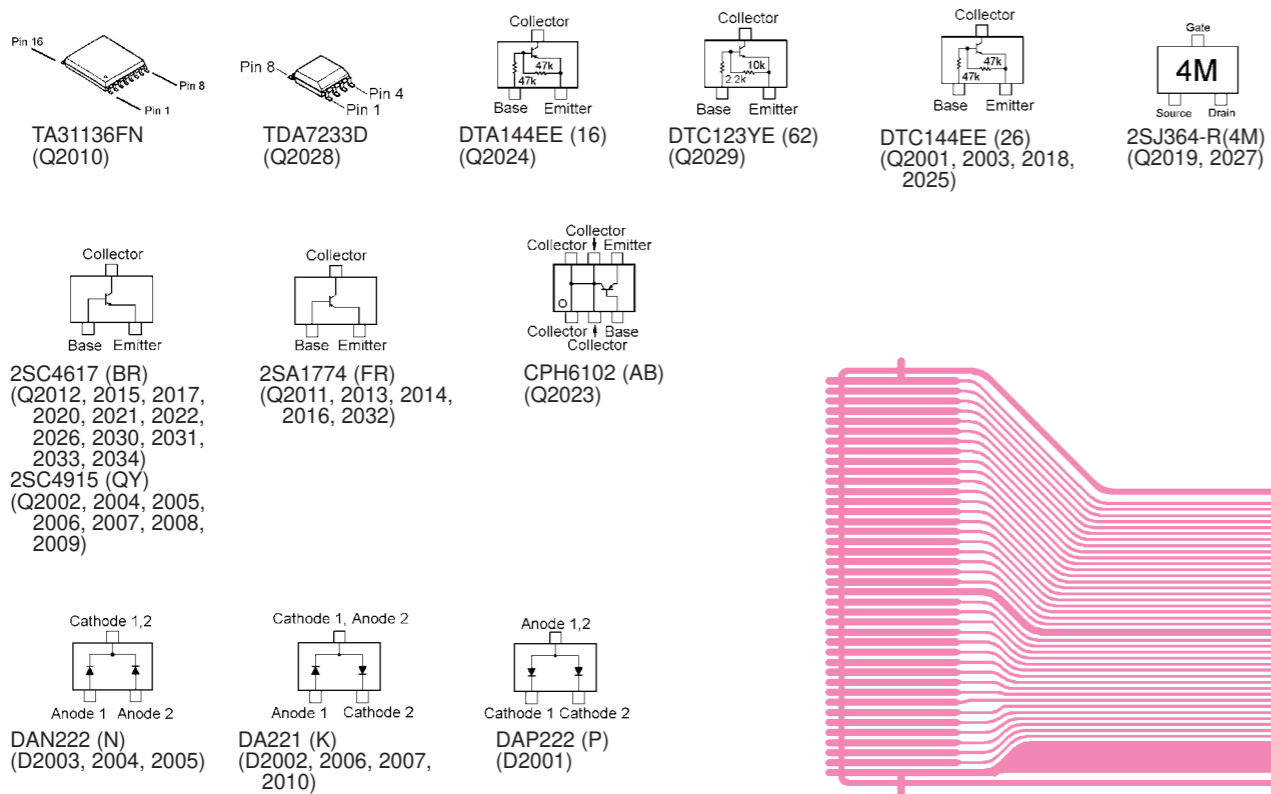 Pin 16
Pin 8
Pin 1
TA31136FN
(Q2010)
Pin 8
Pin 4
Pin 1
TDA7233D
(Q2028)
Collector
47k
47k
Base Emitter
DTA144EE (16)
(Q2024)
Collector
10k
2.2k
Base Emitter
DTC123YE (62)
(Q2029)
Collector
47k
47k
Base Emitter
DTC144EE (26)
(Q2001, 2003, 2018,
2025)
Gate
4M
Source Drain
2SJ364-R(4M)
(Q2019, 2027)
Collector
Base Emitter
2SC4617 (BR)
(Q2012, 2015, 2017,
2020, 2021, 2022,
2026, 2030, 2031,
2033, 2034)
2SC4915 (QY)
(Q2002, 2004, 2005,
2006, 2007, 2008,
2009)
Collector
Base Emitter
2SA1774 (FR)
(Q2011, 2013, 2014,
2016, 2032)
Collector
Collector Emitter
Collector Base
Collector
CPH6102 (AB)
(Q2023)
Cathode 1,2
Anode 1 Anode 2
DAN222 (N)
(D2003, 2004, 2005)
Cathode 1, Anode 2
Anode 1 Cathode 2
DA221 (K)
(D2002, 2006, 2007,
2010)
Anode 1,2
Cathode 1 Cathode 2
DAP222 (P)
(D2001)